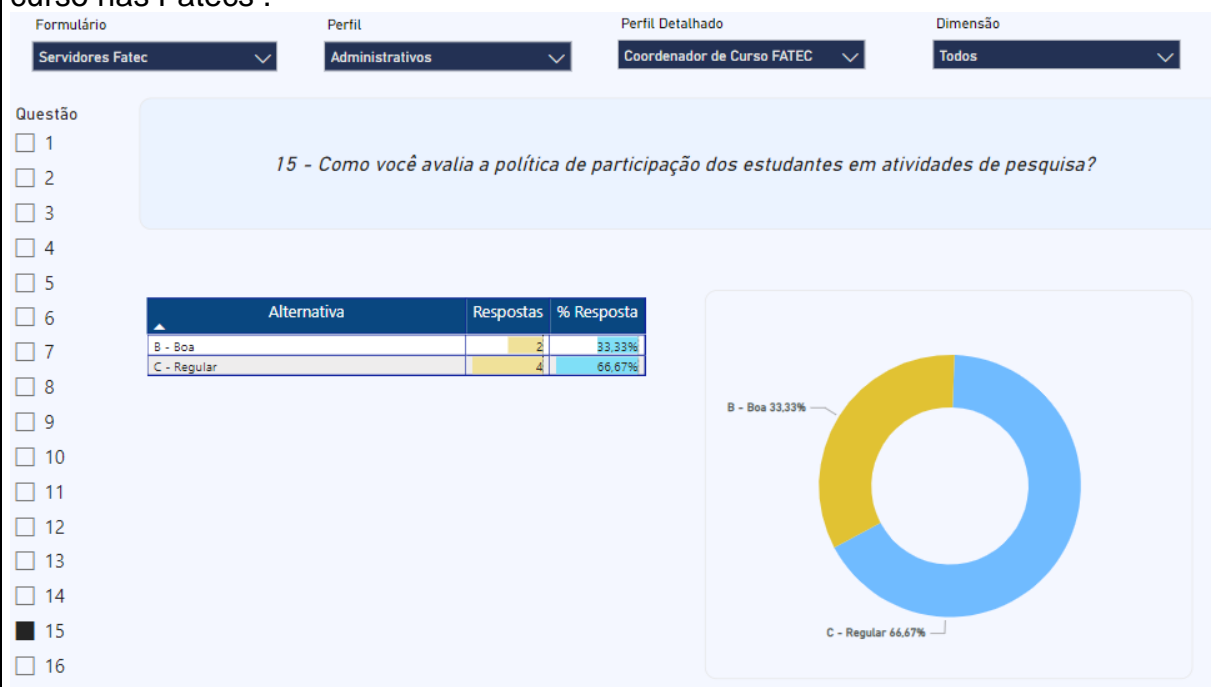 curso nas Fatecs .
Formulário Perfil Perfil Detalhado Dimensão
Servidores Fatec Administrativos Coordenador de Curso FATEC Todos
Questão
1
15 - Como você avalia a política de participação dos estudantes em atividades de pesquisa?
2
3
4
5
Alternativa Respostas % Resposta
6
B - Boa 2 33,33%
7
C - Regular 4 66,67%
8
B - Boa 33,33%
9
10
11
12
13
14
15
C - Regular 66,67%
16